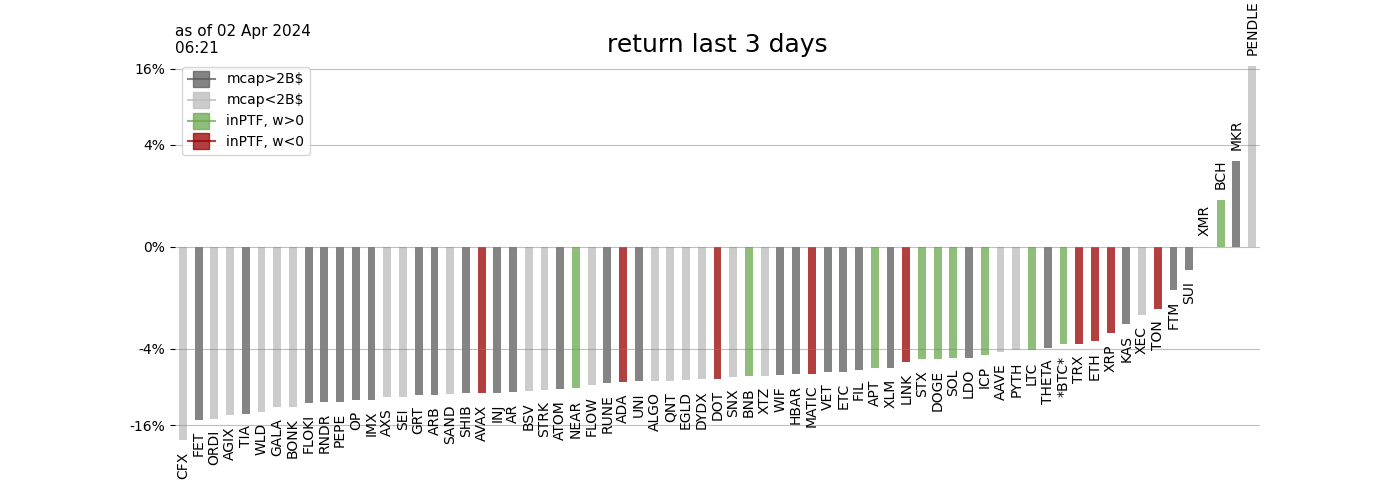 as of 02 Apr 2024
06:21
return last 3 days
mcap>2B$
mcap<2B$
inPTF, w>0
inPTF, w<0
16%
4%
0%
-4%
-16%
CFX
FET
ORDI
AGIX
TIA
WLD
GALA
BONK
FLOKI
RNDR
PEPE
OP
IMX
AXS
SEI
GRT
ARB
SAND
SHIB
AVAX
INJ
AR
BSV
STRK
ATOM
NEAR
FLOW
RUNE
ADA
UNI
ALGO
QNT
EGLD
DYDX
DOT
SNX
BNB
XTZ
WIF
HBAR
MATIC
VET
ETC
FIL
APT
XLM
LINK
STX
DOGE
SOL
LDO
ICP
AAVE
PYTH
LTC
THETA
*BTC*
TRX
ETH
XRP
KAS
XEC
TON
FTM
SUI
XMR
BCH
MKR
PENDLE